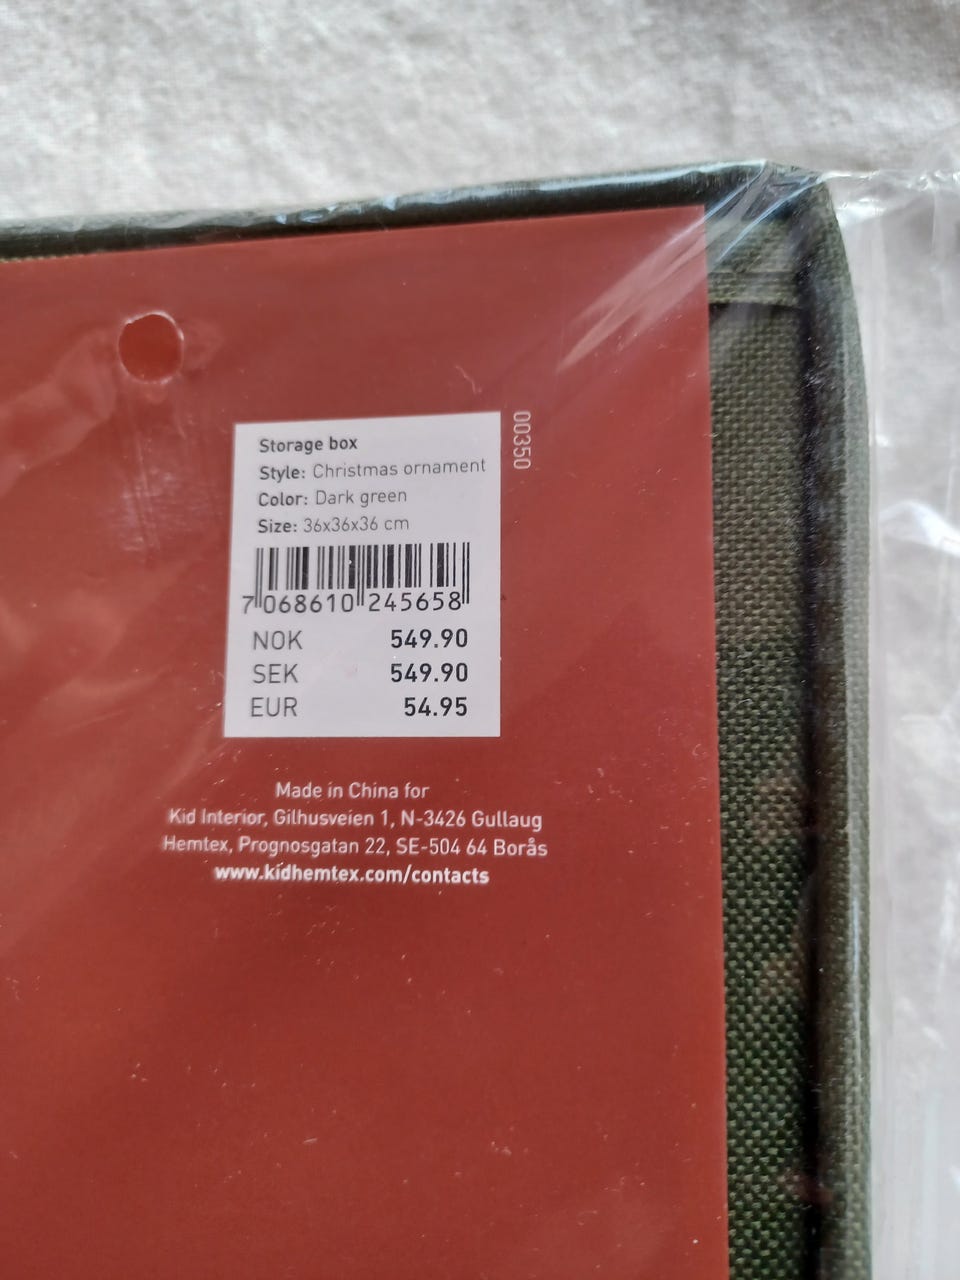 Storage box
Style: Christmas ornament
Color: Dark green
Size: 36x36x36 cm
7 068610 245658
NOK 549.90
SEK 549.90
EUR 54.95
00350
Made in China for
Kid Interior, Gilhusveien 1, N-3426 Gullaug
Hemtex, Prognosgatan 22, SE-504 64 Borås
www.kidhemtex.com/contacts